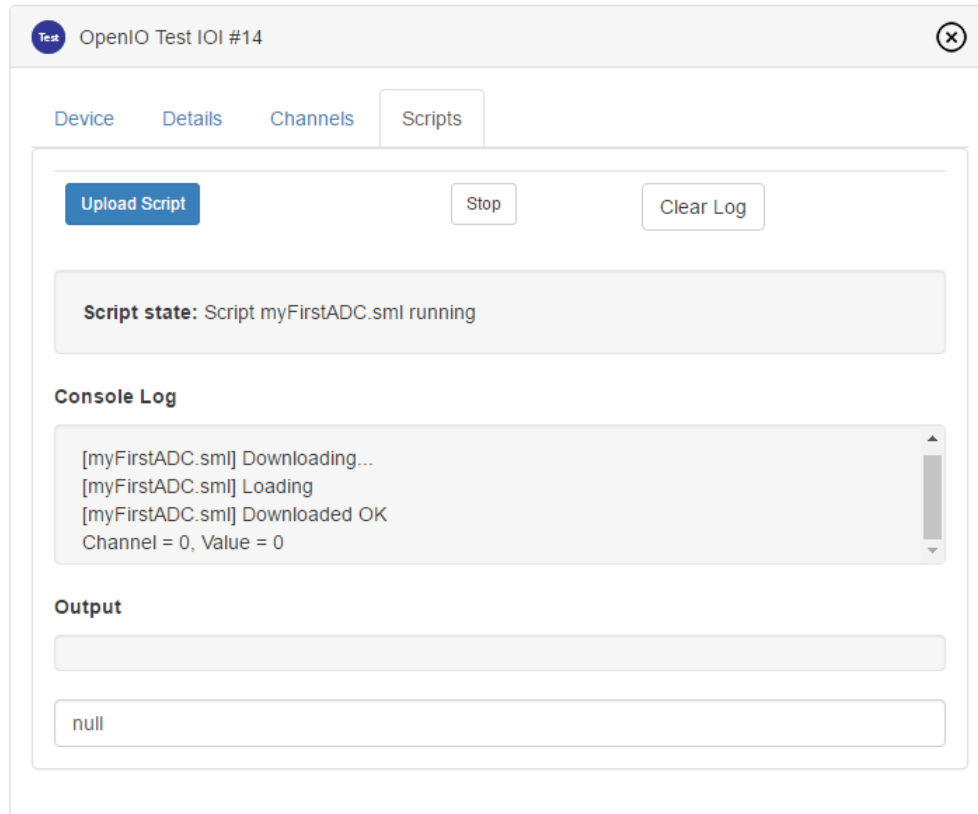 Test OpenIO Test IOI #14
Device Details Channels Scripts
Upload Script Stop Clear Log
Script state: Script myFirstADC.sml running
Console Log
[myFirstADC.sml] Downloading...
[myFirstADC.sml] Loading
[myFirstADC.sml] Downloaded OK
Channel = 0, Value = 0
Output
null